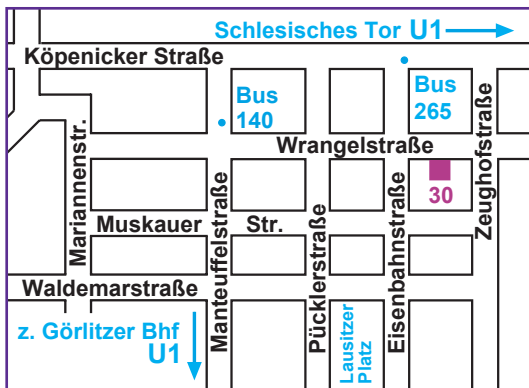 Schlesisches Tor U1
Köpenicker Straße
Bus
140
Bus
265
Wrangelstraße
30
Mariannenstr.
Manteuffelstraße
Pücklerstraße
Eisenbahnstraße
Zeughofstraße
Muskauer Str.
Waldemarstraße
z. Görlitzer Bhf
U1
Lausitzer
Platz